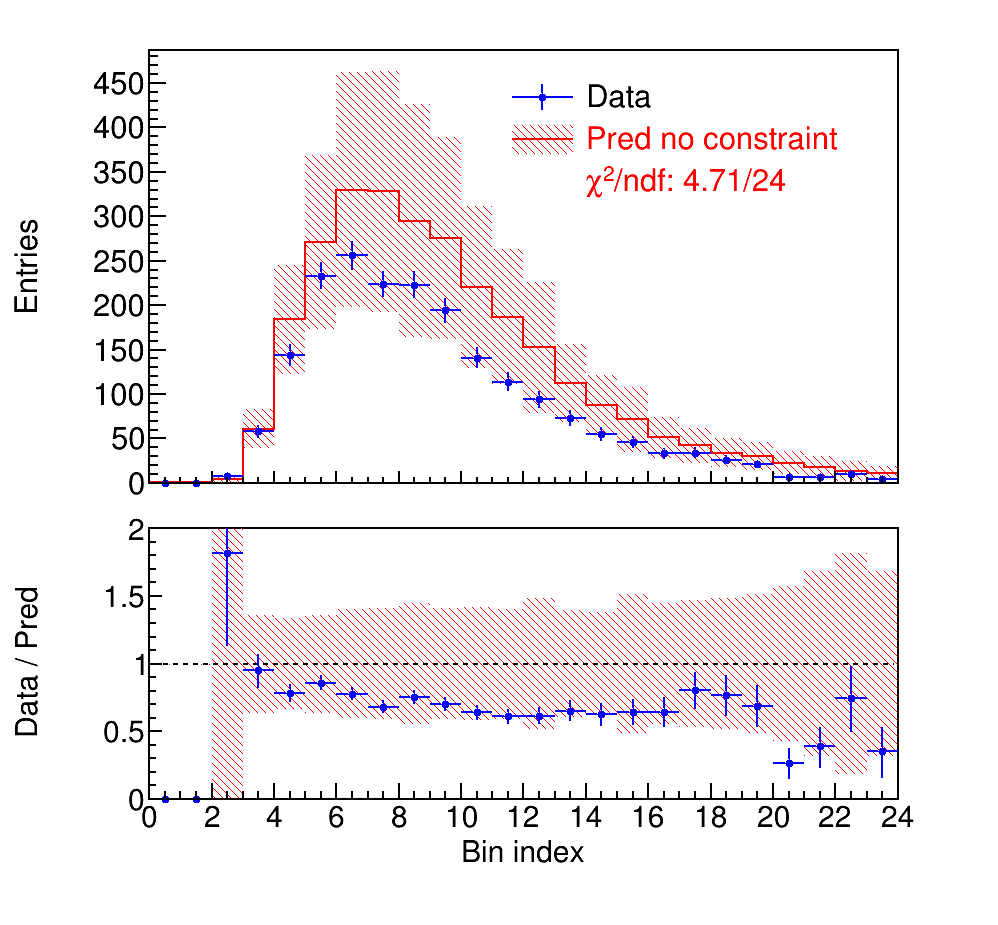 Entries
450
400
350
300
250
200
150
100
50
0
Data
Pred no constraint
χ²/ndf: 4.71/24
Data / Pred
2
1.5
1
0.5
0
0 2 4 6 8 10 12 14 16 18 20 22 24
Bin index